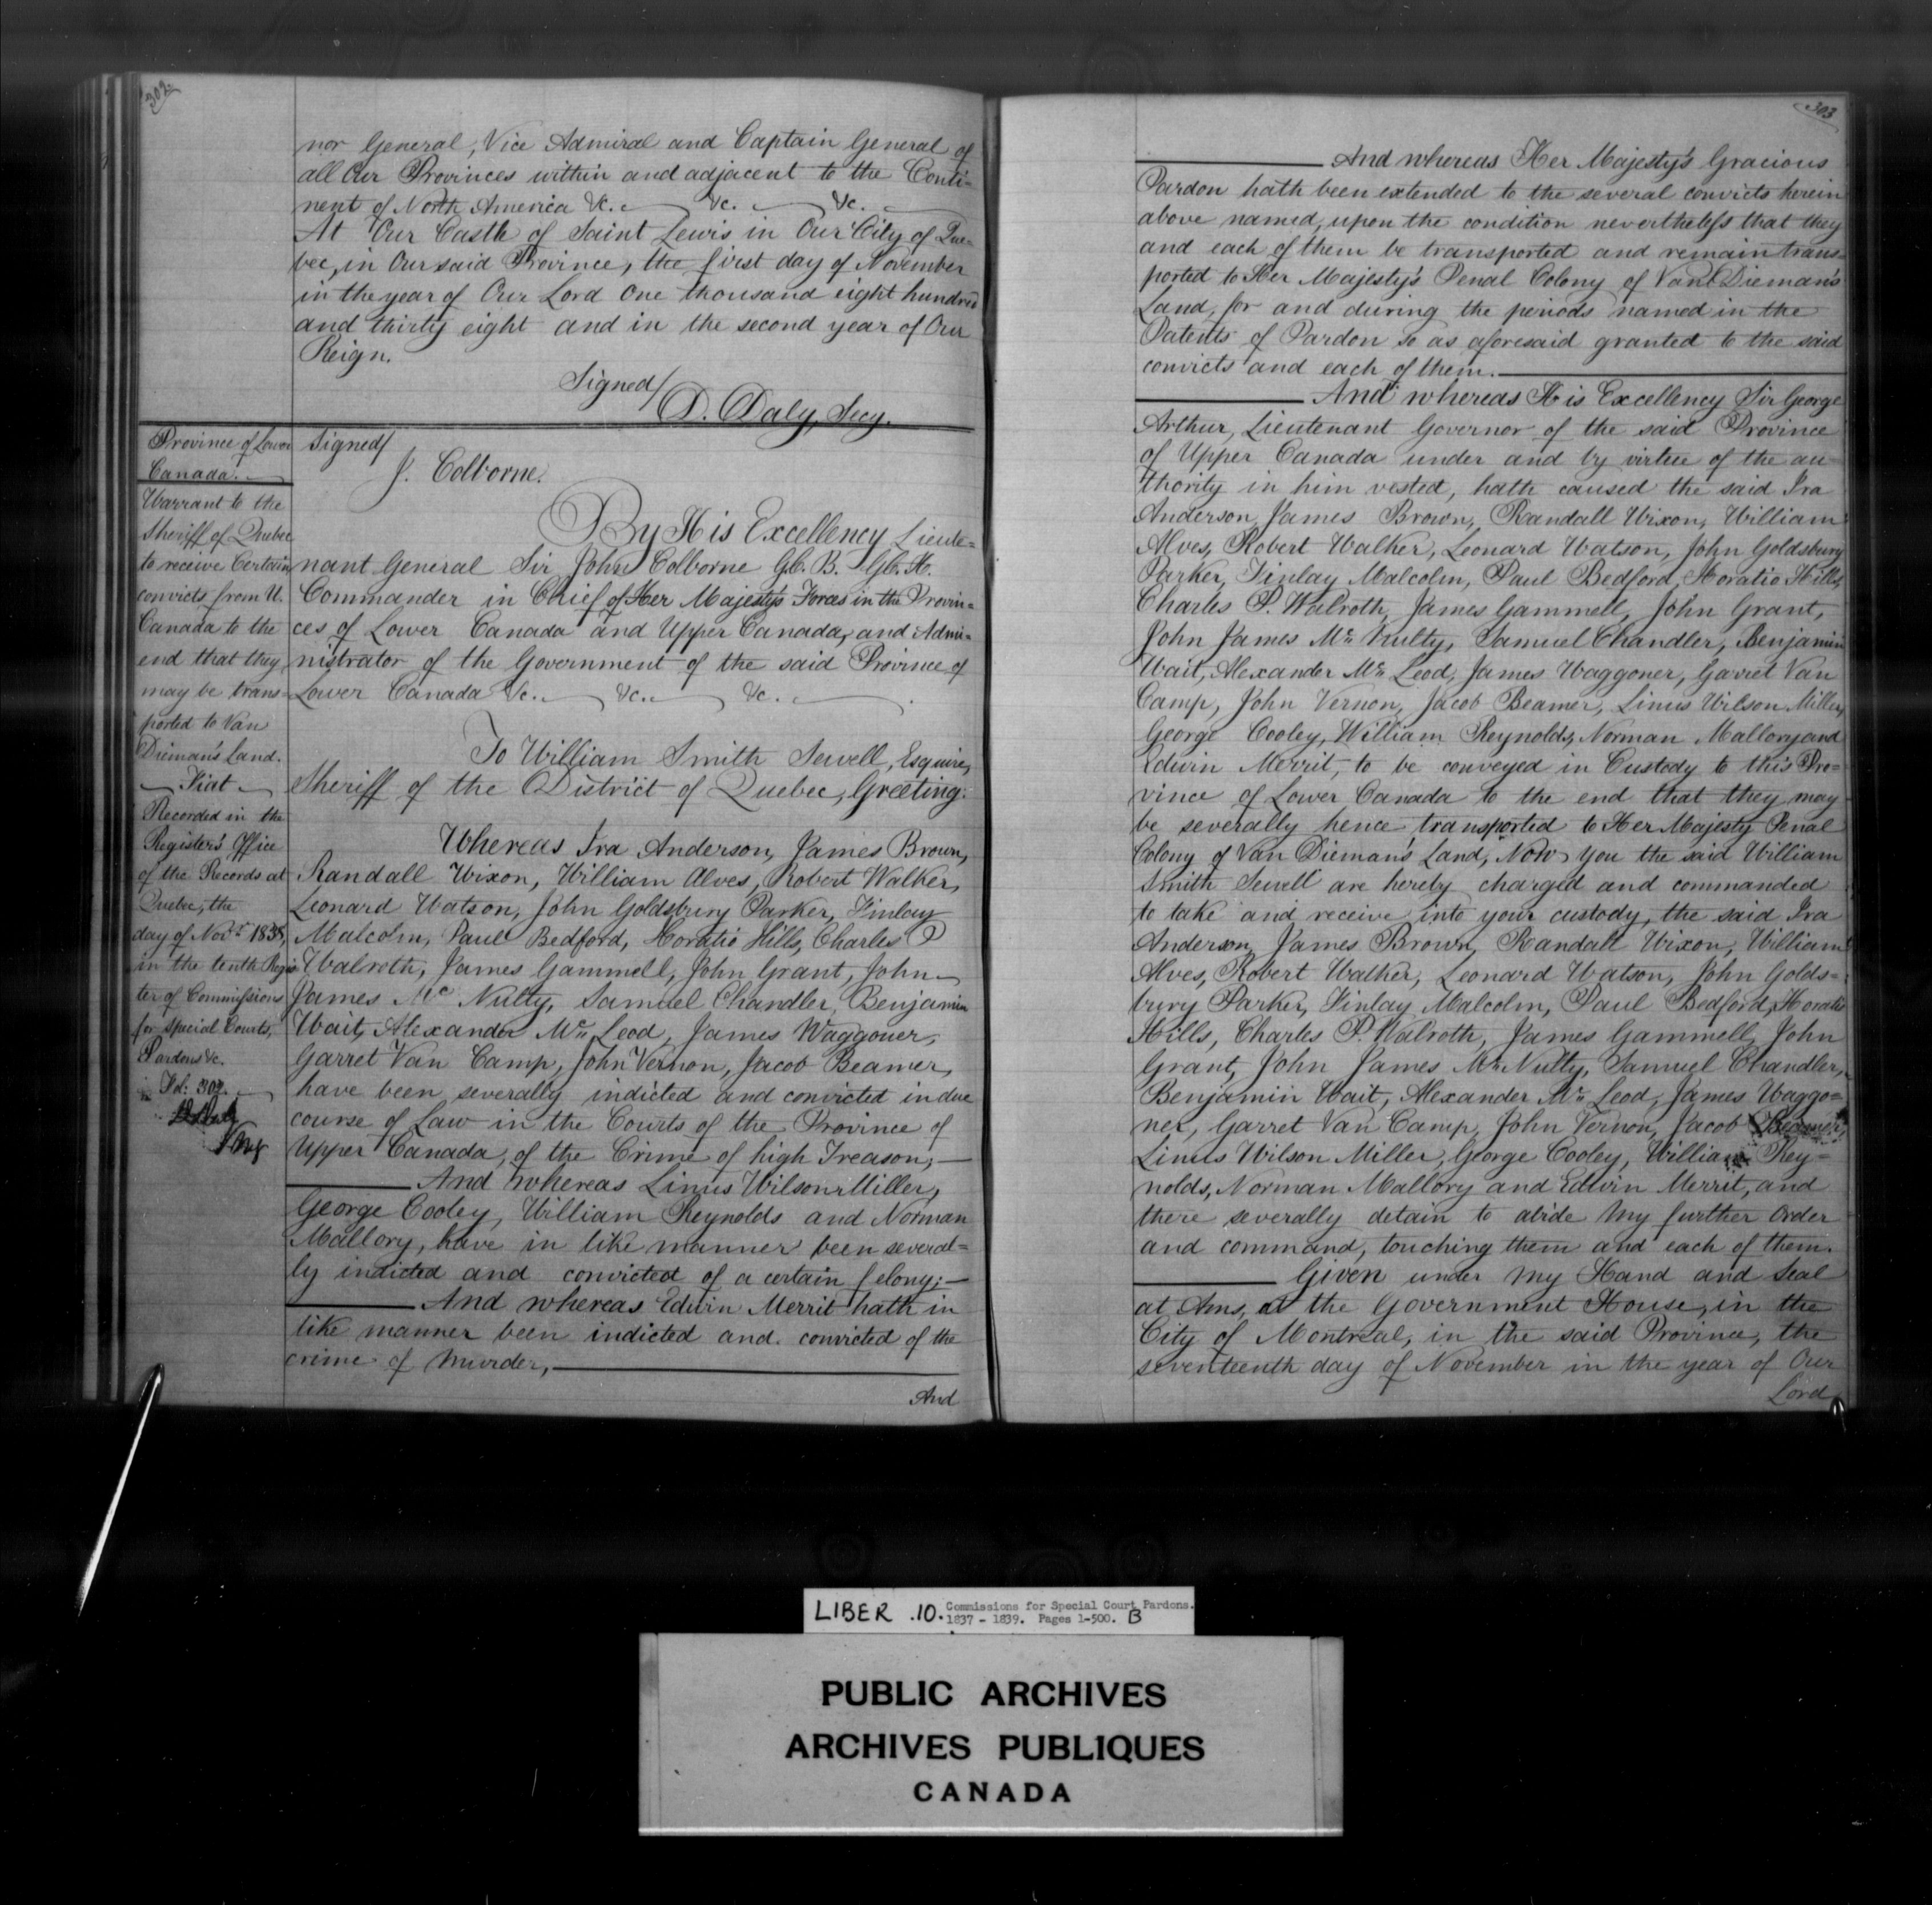 302.
nor General, Vice Admiral and Captain General of
all Our Provinces within and adjacent to the Conti=
nent of North America &c. &c. &c.
At Our Castle of Saint Lewis in Our City of Que-
bec, in Our said Province, the first day of November
in the year of Our Lord One thousand eight hundred
and thirty eight and in the second year of Our
Reign.
Signed/
D. Daly, Secy.
Province of Lower
Canada.
Warrant to the
Sheriff of Quebec
to receive Certain
convicts from U.
Canada to the
end that they
may be trans=
ported to Van
Dieman's Land.
Fiat
Recorded in the
Register's Office
of the Records at
Quebec, the
day of Novr 1838,
in the tenth Regis
ter of Commissions
for Special Courts,
Pardons &c.
Fol: 302.
Signed/
J. Colborne.
By His Excellency Lieute-
nant General Sir John Colborne G.C.B. G.C.H.
Commander in Chief of Her Majesty's Forces in the Provin=
ces of Lower Canada and Upper Canada, and Admi=
nistrator of the Government of the said Province of
Lower Canada &c. &c. &c.
To William Smith Sewell, Esquire,
Sheriff of the District of Quebec, Greeting:
Whereas Ira Anderson, James Brown,
Randall Wixon, William Alves, Robert Walker,
Leonard Watson, John Goldsbury Parker, Finlay
Malcolm, Paul Bedford, Horatio Hills, Charles P
Walroth, James Gammell, John Grant, John
James Mc Nulty, Samuel Chandler, Benjamin
Wait, Alexander Mc Leod, James Waggoner,
Garret Van Camp, John Vernon, Jacob Beamer,
have been severally indicted and convicted in due
course of Law in the Courts of the Province of
Upper Canada, of the Crime of high Treason;
And whereas Linus Wilson Miller,
George Cooley, William Reynolds and Norman
Mallory, have in like manner been several=
ly indicted and convicted of a certain felony;
And whereas Edwin Merrit hath in
like manner been indicted and convicted of the
crime of Murder,
And
303
And whereas Her Majesty's Gracious
Pardon hath been extended to the several convicts herein
above named, upon the condition nevertheless that they
and each of them be transported and remain trans=
ported to Her Majesty's Penal Colony of Van Dieman's
Land, for and during the periods named in the
Patents of Pardon so as aforesaid granted to the said
convicts and each of them.
And whereas His Excellency Sir George
Arthur, Lieutenant Governor of the said Province
of Upper Canada under and by virtue of the au=
thority in him vested, hath caused the said Ira
Anderson, James Brown, Randall Wixon, William
Alves, Robert Walker, Leonard Watson, John Goldsbury
Parker, Finlay Malcolm, Paul Bedford, Horatio Hills,
Charles P. Walroth, James Gammell, John Grant,
John James Mc Nulty, Samuel Chandler, Benjamin
Wait, Alexander Mc Leod, James Waggoner, Garret Van
Camp, John Vernon, Jacob Beamer, Linus Wilson Miller,
George Cooley, William Reynolds, Norman Mallory and
Edwin Merrit, to be conveyed in Custody to this Pro=
vince of Lower Canada to the end that they may
be severally hence transported to Her Majesty Penal
Colony of Van Dieman's Land, Now you the said William
Smith Sewell are hereby charged and commanded
to take and receive into your custody, the said Ira
Anderson, James Brown, Randall Wixon, William
Alves, Robert Walker, Leonard Watson, John Golds=
bury Parker, Finlay Malcolm, Paul Bedford, Horatio
Hills, Charles P. Walroth, James Gammell, John
Grant, John James Mc Nulty, Samuel Chandler,
Benjamin Wait, Alexander Mc Leod, James Waggo=
ner, Garret Van Camp, John Vernon, Jacob Beamer,
Linus Wilson Miller, George Cooley, William Rey=
nolds, Norman Mallory and Edwin Merrit, and
there severally detain to abide My further Order
and command, touching them and each of them.
Given under My Hand and Seal
at Arms, at the Government House, in the
City of Montreal, in the said Province, the
seventeenth day of November in the year of Our
Lord
LIBER .10. Commissions for Special Court Pardons.
1837 - 1839. Pages 1-500. B
PUBLIC ARCHIVES
ARCHIVES PUBLIQUES
CANADA